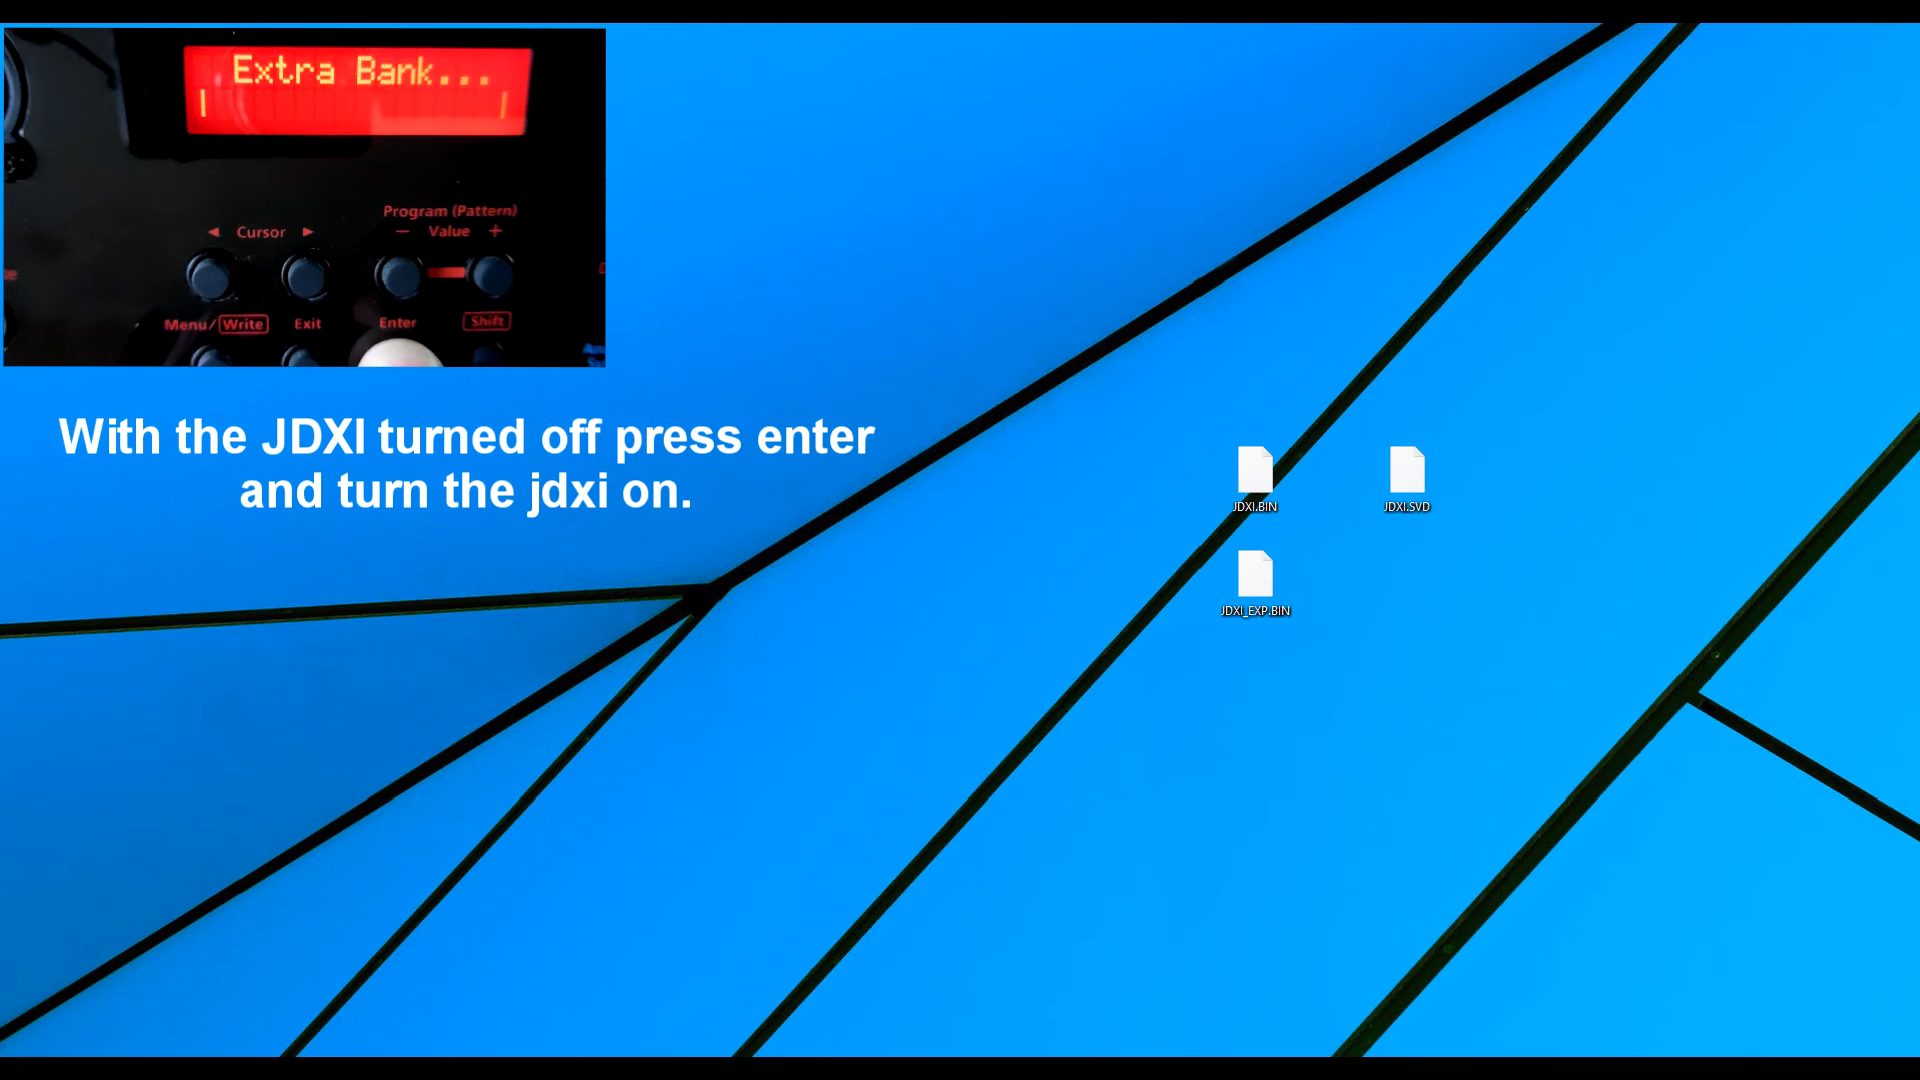 Extra Bank...
Program (Pattern)
◄ Cursor ►
− Value +
Menu/Write
Exit
Enter
Shift
With the JDXI turned off press enter
and turn the jdxi on.
JDXI.BIN
JDXI.SVD
JDXI_EXP.BIN